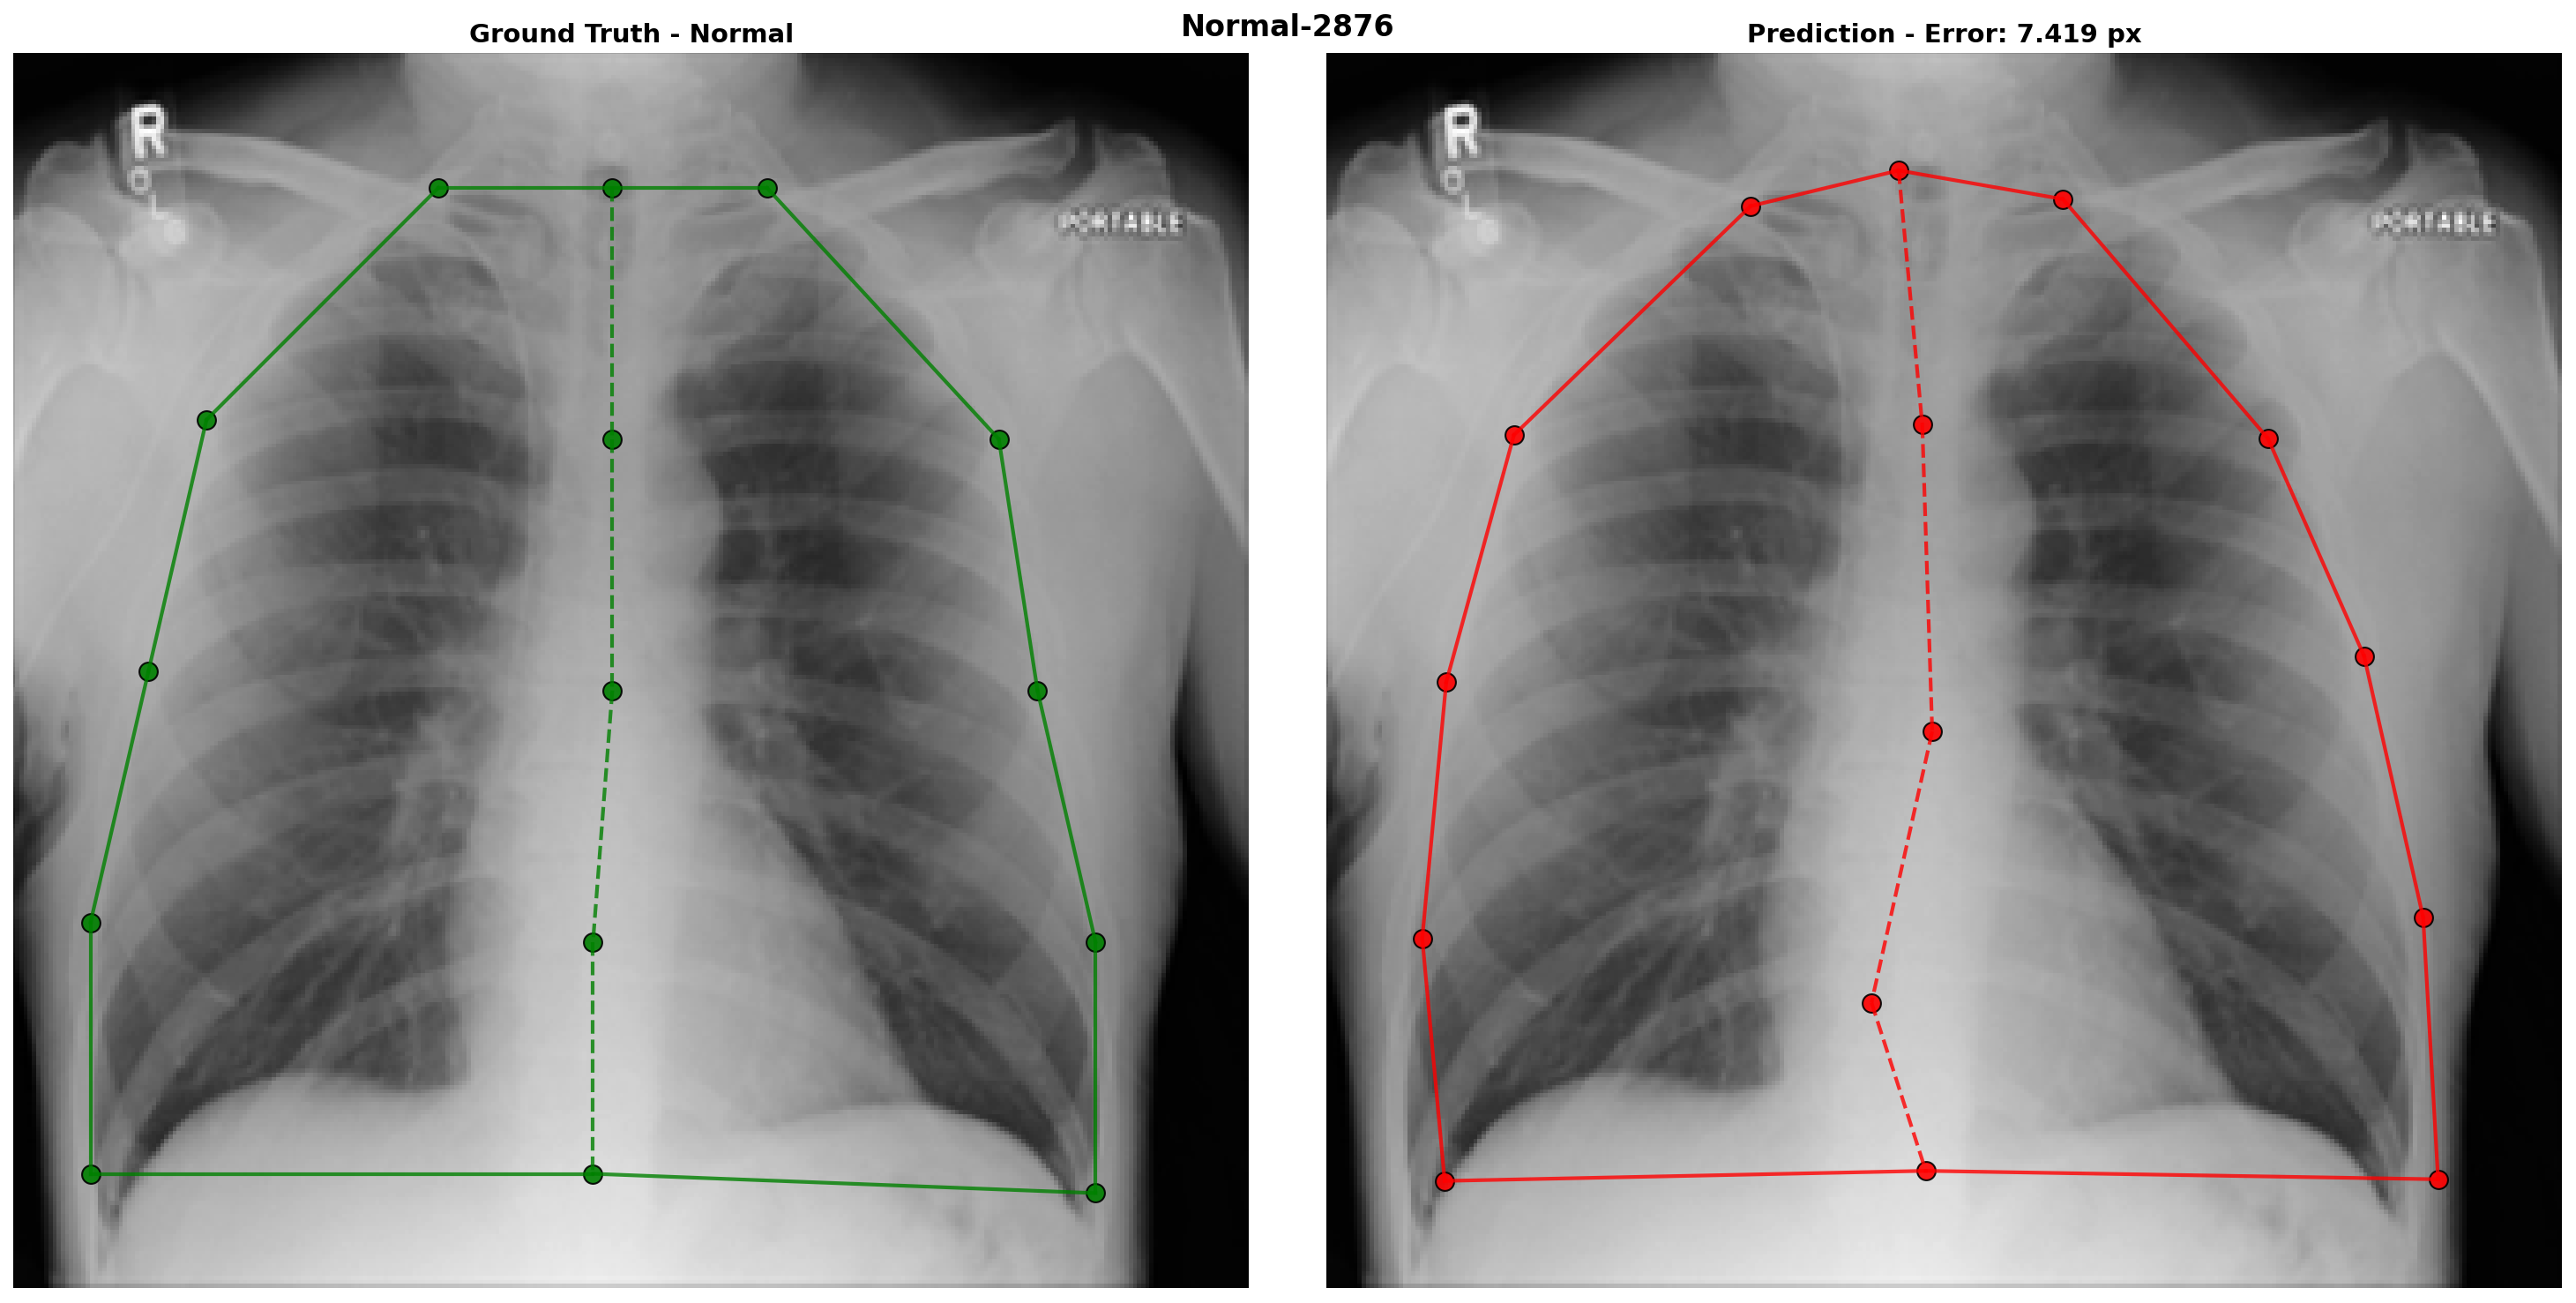 Normal-2876
Ground Truth - Normal
Prediction - Error: 7.419 px
R
O
L
PORTABLE
R
O
L
PORTABLE